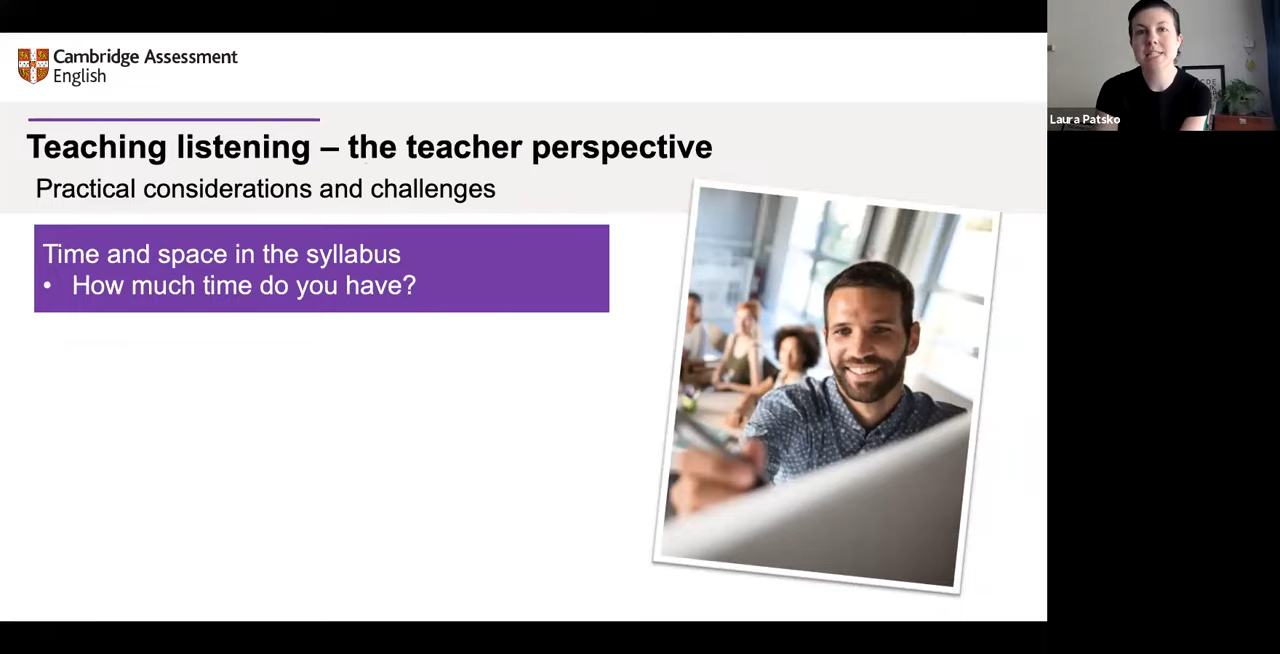 Cambridge Assessment
English
Teaching listening – the teacher perspective
Practical considerations and challenges
Time and space in the syllabus
• How much time do you have?
Laura Patsko